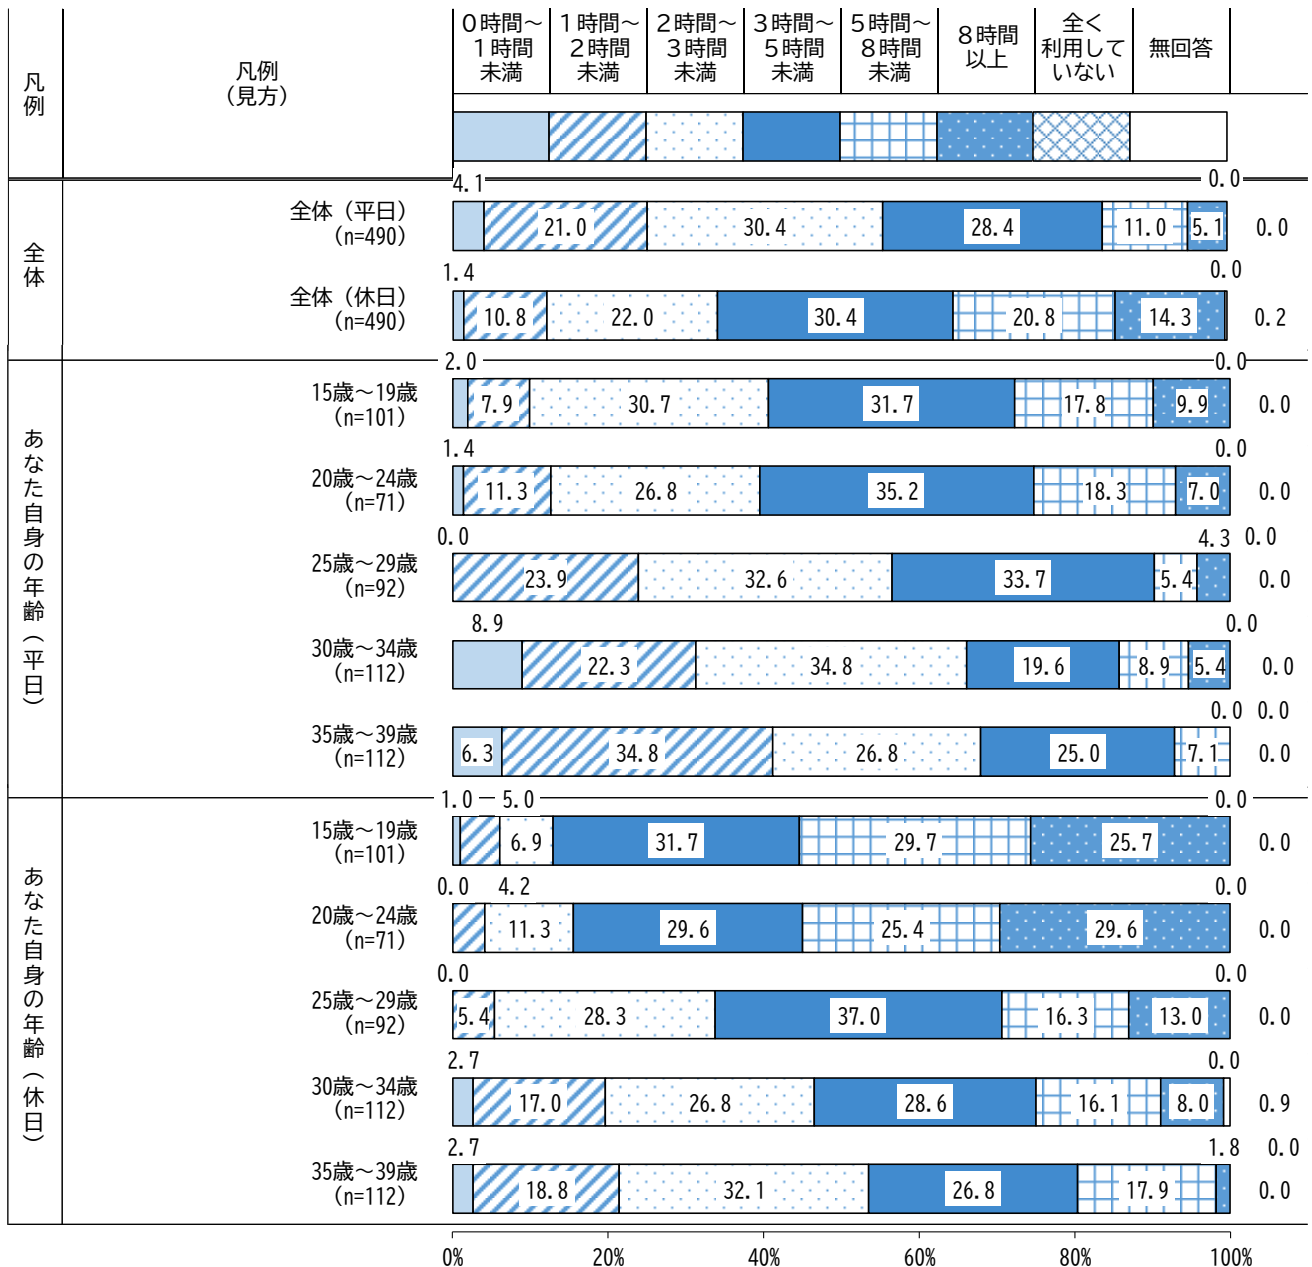 凡例
凡例
（見方）
０時間～
１時間
未満
１時間～
２時間
未満
２時間～
３時間
未満
３時間～
５時間
未満
５時間～
８時間
未満
８時間
以上
全く
利用して
いない
無回答
全体
全体（平日）
(n=490)
4.1 21.0 30.4 28.4 11.0 5.1 0.0 0.0
全体（休日）
(n=490)
1.4 10.8 22.0 30.4 20.8 14.3 0.0 0.2
あなた自身の年齢（平日）
15歳～19歳
(n=101)
2.0 7.9 30.7 31.7 17.8 9.9 0.0 0.0
20歳～24歳
(n=71)
1.4 11.3 26.8 35.2 18.3 7.0 0.0 0.0
25歳～29歳
(n=92)
0.0 23.9 32.6 33.7 5.4 4.3 0.0 0.0
30歳～34歳
(n=112)
8.9 22.3 34.8 19.6 8.9 5.4 0.0 0.0
35歳～39歳
(n=112)
6.3 34.8 26.8 25.0 7.1 0.0 0.0 0.0
あなた自身の年齢（休日）
15歳～19歳
(n=101)
1.0 5.0 6.9 31.7 29.7 25.7 0.0 0.0
20歳～24歳
(n=71)
0.0 4.2 11.3 29.6 25.4 29.6 0.0 0.0
25歳～29歳
(n=92)
0.0 5.4 28.3 37.0 16.3 13.0 0.0 0.0
30歳～34歳
(n=112)
2.7 17.0 26.8 28.6 16.1 8.0 0.0 0.9
35歳～39歳
(n=112)
2.7 18.8 32.1 26.8 17.9 1.8 0.0 0.0
0% 20% 40% 60% 80% 100%